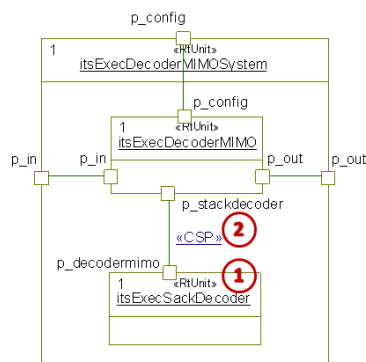 p_config
1 «RtUnit»
itsExecDecoderMIMOSystem
p_config
1 «RtUnit»
itsExecDecoderMIMO
p_in p_in p_out p_out
p_stackdecoder
«CSP» 2
p_decodermimo 1
1 «RtUnit»
itsExecSackDecoder